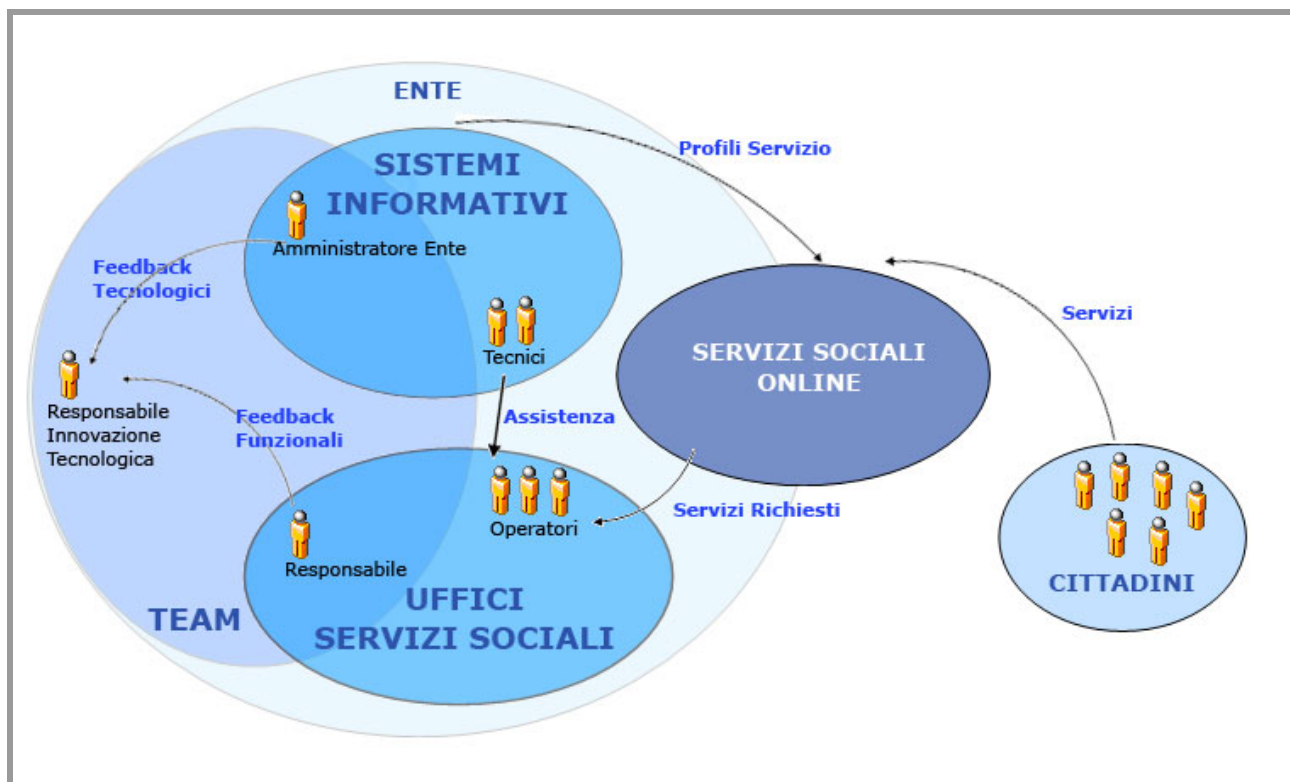 ENTE
Profili Servizio
SISTEMI
INFORMATIVI
Amministratore Ente
Feedback
Tecnologici
Servizi
Tecnici
SERVIZI SOCIALI
ONLINE
Responsabile
Innovazione
Tecnologica
Feedback
Funzionali
Assistenza
Servizi Richiesti
Operatori
Responsabile
CITTADINI
TEAM
UFFICI
SERVIZI SOCIALI